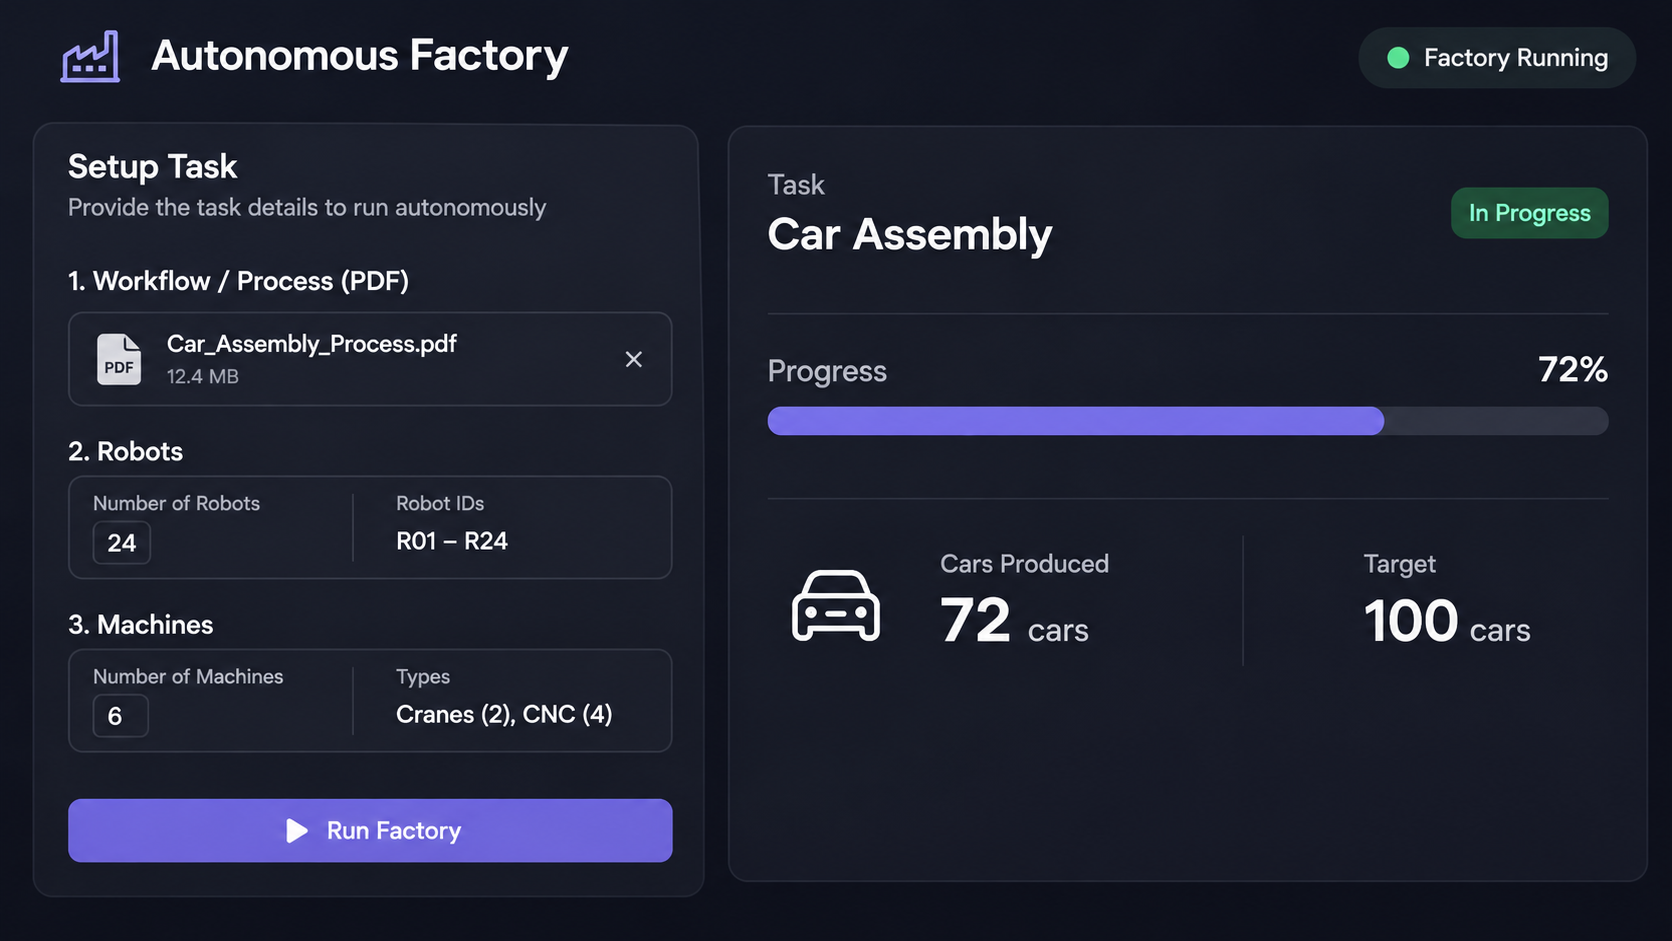 Autonomous Factory
Factory Running
Setup Task
Provide the task details to run autonomously
1. Workflow / Process (PDF)
PDF
Car_Assembly_Process.pdf
12.4 MB
2. Robots
Number of Robots
24
Robot IDs
R01 – R24
3. Machines
Number of Machines
6
Types
Cranes (2), CNC (4)
Run Factory
Task
Car Assembly
In Progress
Progress
72%
Cars Produced
72 cars
Target
100 cars